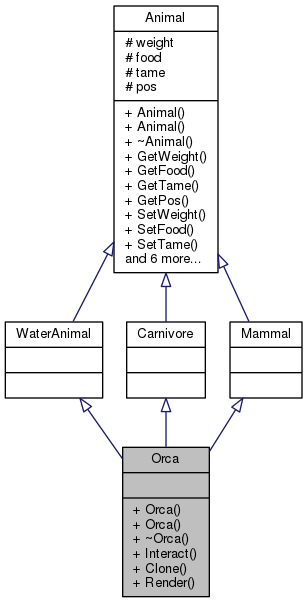 Animal
# weight
# food
# tame
# pos
+ Animal()
+ Animal()
+ ~Animal()
+ GetWeight()
+ GetFood()
+ GetTame()
+ GetPos()
+ SetWeight()
+ SetFood()
+ SetTame()
and 6 more...
WaterAnimal
Carnivore
Mammal
Orca
+ Orca()
+ Orca()
+ ~Orca()
+ Interact()
+ Clone()
+ Render()